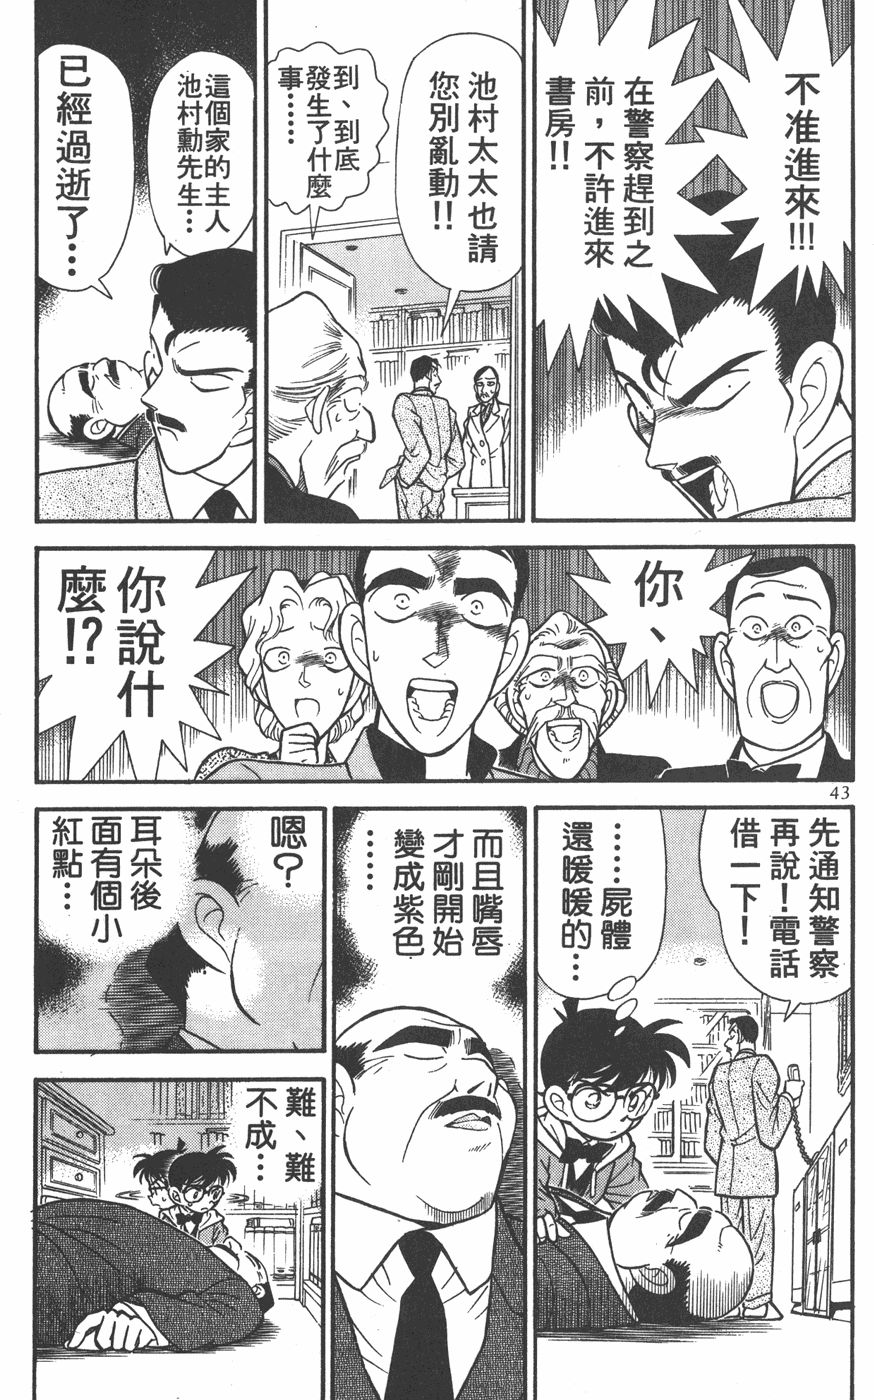 不准進來!!!
在警察趕到之
前，不許進來
書房!!
池村太太也請
您別亂動!!
到、到底
發生了什麼
事……
這個家的主人
池村勳先生…
已經過逝了…
你、
你說什
麼!?
43
先通知警察
再說！電話
借一下！
……屍體
還暖暖的…
而且嘴唇
才剛開始
變成紫色
……
嗯？
耳朵後
面有個小
紅點…
難、難
不成…